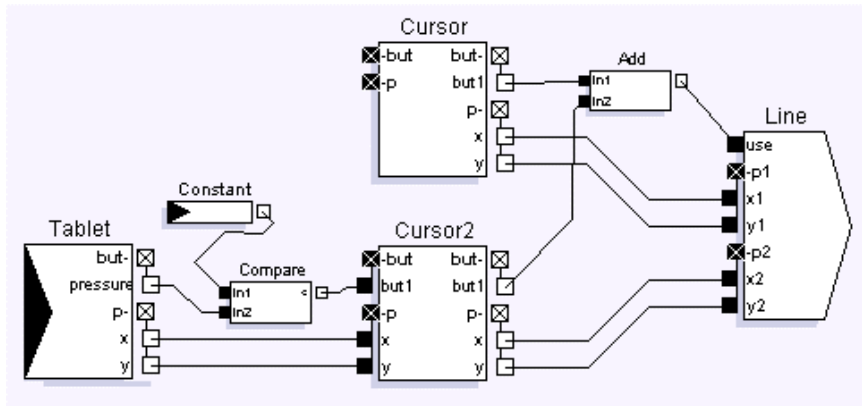 Cursor
-but but-
-p but1
p-
x
y
Add
In1
In2
Line
use
-p1
x1
y1
-p2
x2
y2
Constant
Tablet
but-
pressure
p-
x
y
Compare
In1 <
In2
Cursor2
-but but-
but1 but1
-p p-
x x
y y